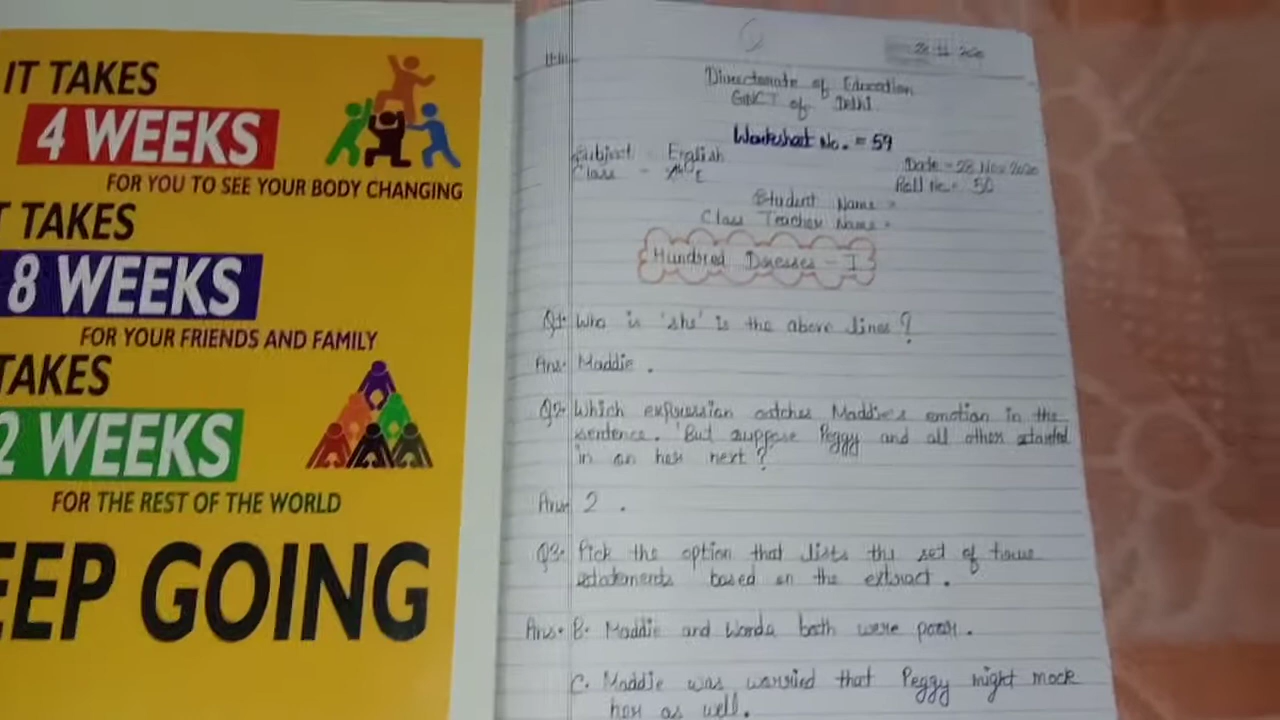 IT TAKES
4 WEEKS
FOR YOU TO SEE YOUR BODY CHANGING
T TAKES
8 WEEKS
FOR YOUR FRIENDS AND FAMILY
TAKES
2 WEEKS
FOR THE REST OF THE WORLD
EEP GOING
Directorate of Education
GNCT of Delhi
Worksheet No. = 59
Subject - English
Date - 28 Nov 2020
Class -
Roll No. - 50
Student Name =
Class Teacher Name =
Hundred Dresses - I
Q1. Who is 'she' is the above lines?
Ans. Maddie.
Q2. Which expression catches Maddie's emotion in the
sentence. 'But suppose Peggy and all other started
in on her next?
Ans. 2.
Q3. Pick the option that lists the set of true
statements based on the extract.
Ans. B. Maddie and Wanda both were poor.
C. Maddie was worried that Peggy might mock
her as well.